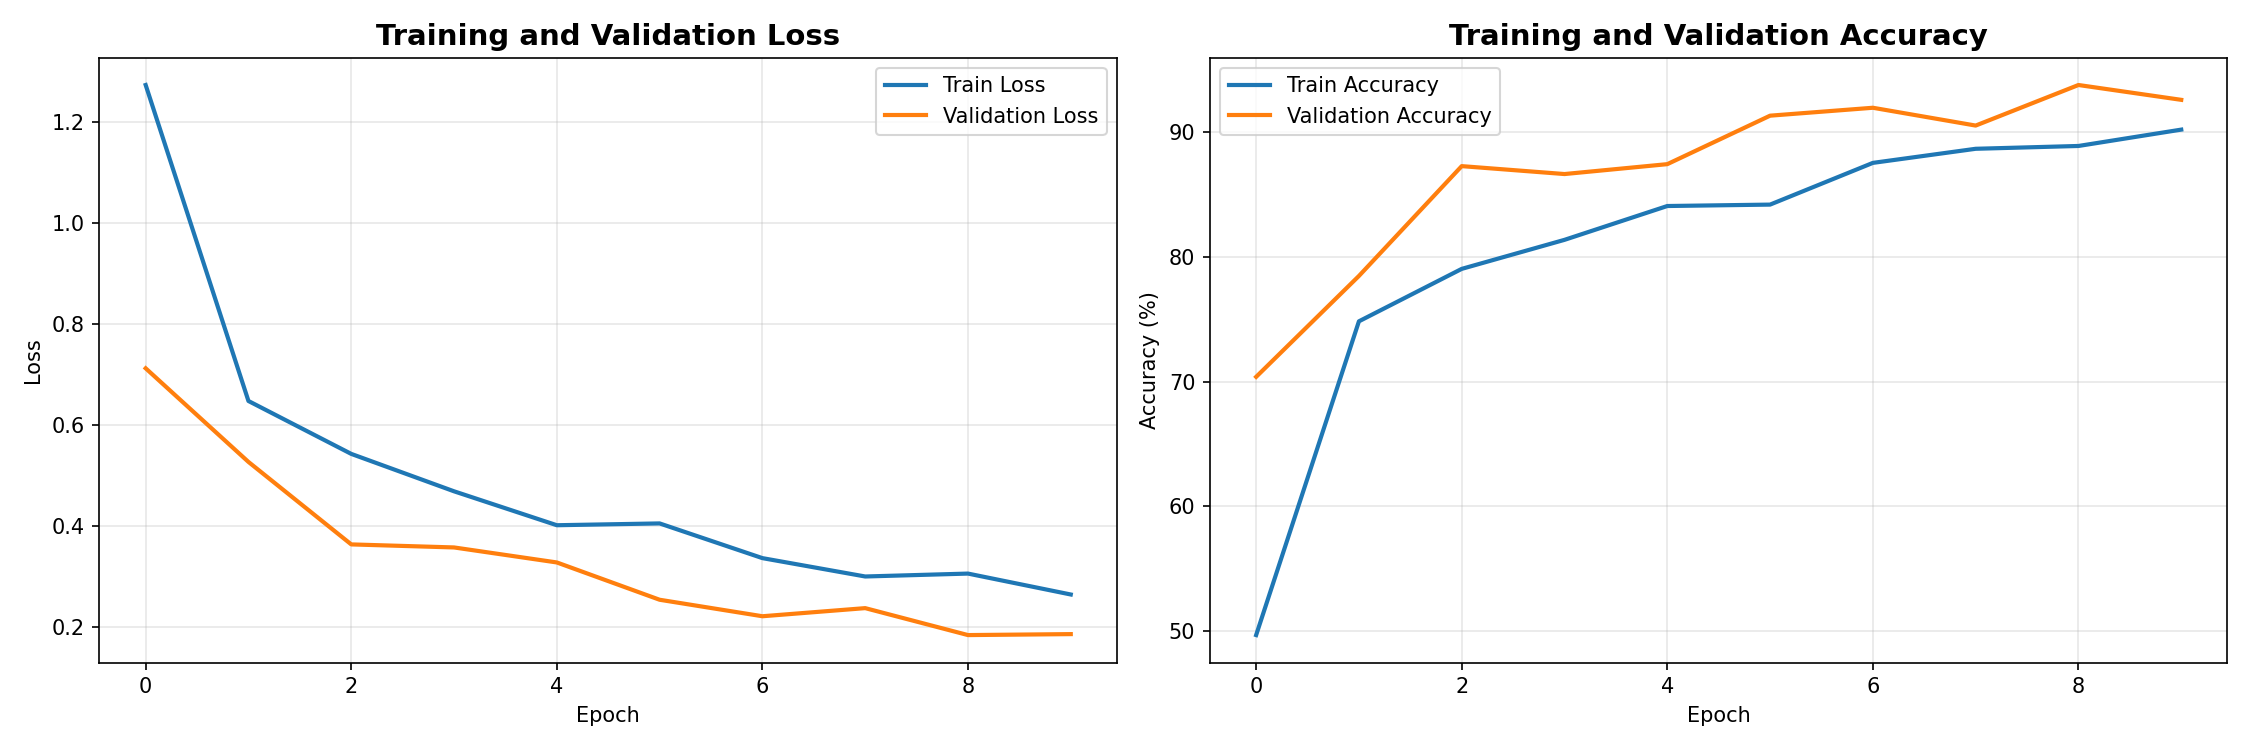 Training and Validation Loss
Train Loss
Validation Loss
1.2
1.0
0.8
0.6
0.4
0.2
Loss
0 2 4 6 8
Epoch
Training and Validation Accuracy
Train Accuracy
Validation Accuracy
90
80
70
60
50
Accuracy (%)
0 2 4 6 8
Epoch